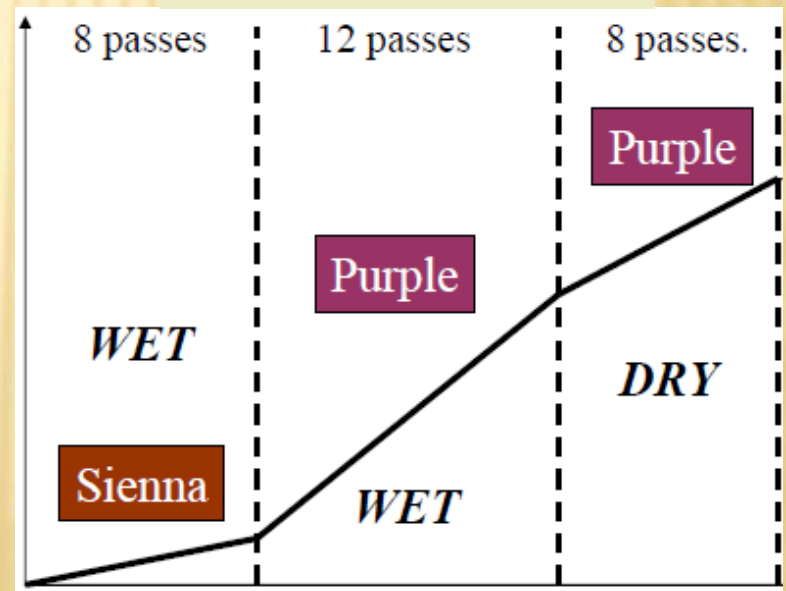 8 passes
12 passes
8 passes.
Purple
Purple
WET
DRY
Sienna
WET